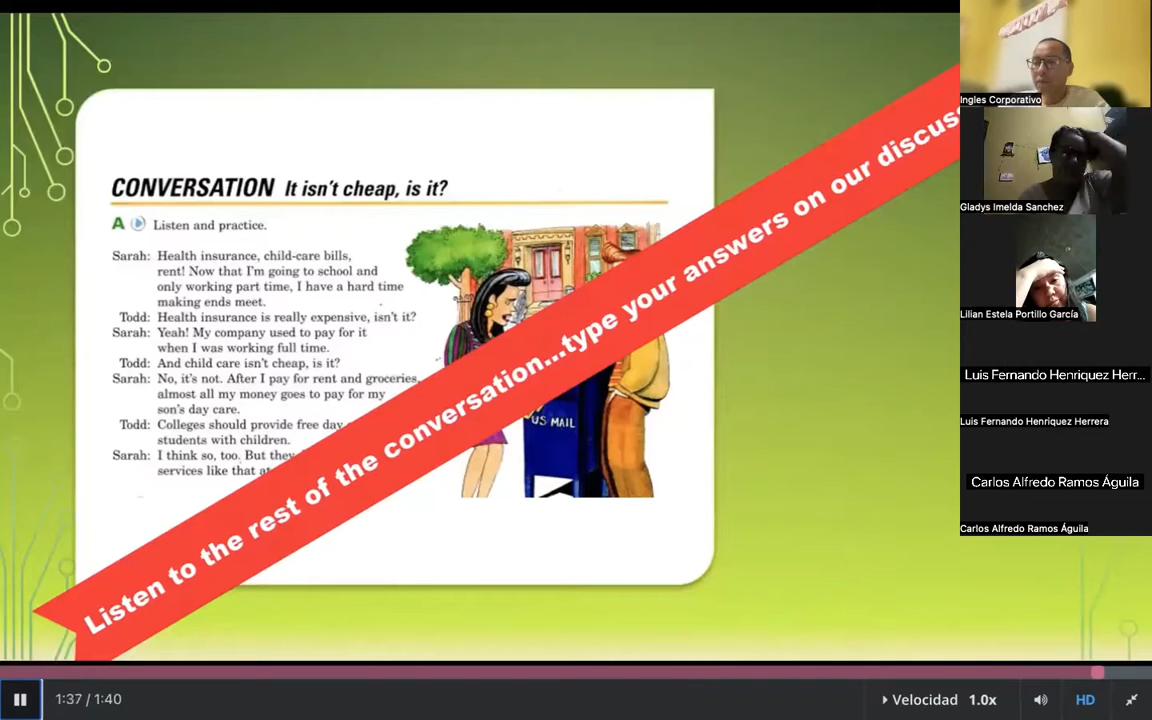 CONVERSATION It isn't cheap, is it?
A Listen and practice.
Sarah: Health insurance, child-care bills,
rent! Now that I'm going to school and
only working part time, I have a hard time
making ends meet.
Todd: Health insurance is really expensive, isn't it?
Sarah: Yeah! My company used to pay for it
when I was working full time.
Todd: And child care isn't cheap, is it?
Sarah: No, it's not. After I pay for rent and groceries,
almost all my money goes to pay for my
son's day care.
Todd: Colleges should provide free day
students with children.
Sarah: I think so, too. But they
services like that
US MAIL
Listen to the rest of the conversation...type your answers on our
Ingles Corporativo
Gladys Imelda Sanchez
Lilian Estela Portillo García
Luis Fernando Henriquez Herr...
Luis Fernando Henriquez Herrera
Carlos Alfredo Ramos Águila
Carlos Alfredo Ramos Águila
1:37 / 1:40
Velocidad 1.0x
HD